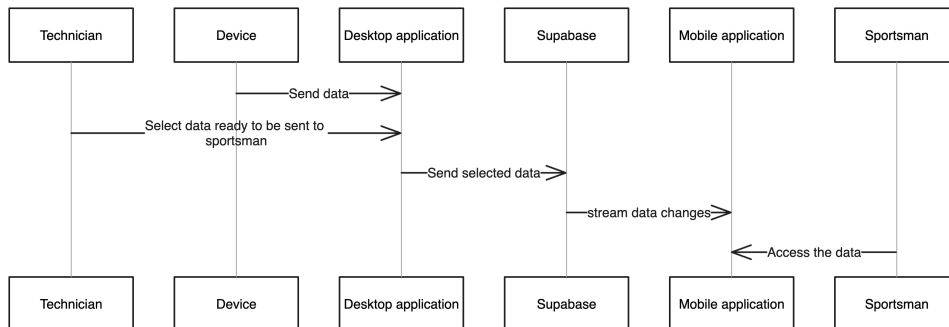 Technician
Device
Desktop application
Supabase
Mobile application
Sportsman
Send data
Select data ready to be sent to
sportsman
Send selected data
stream data changes
Access the data
Technician
Device
Desktop application
Supabase
Mobile application
Sportsman